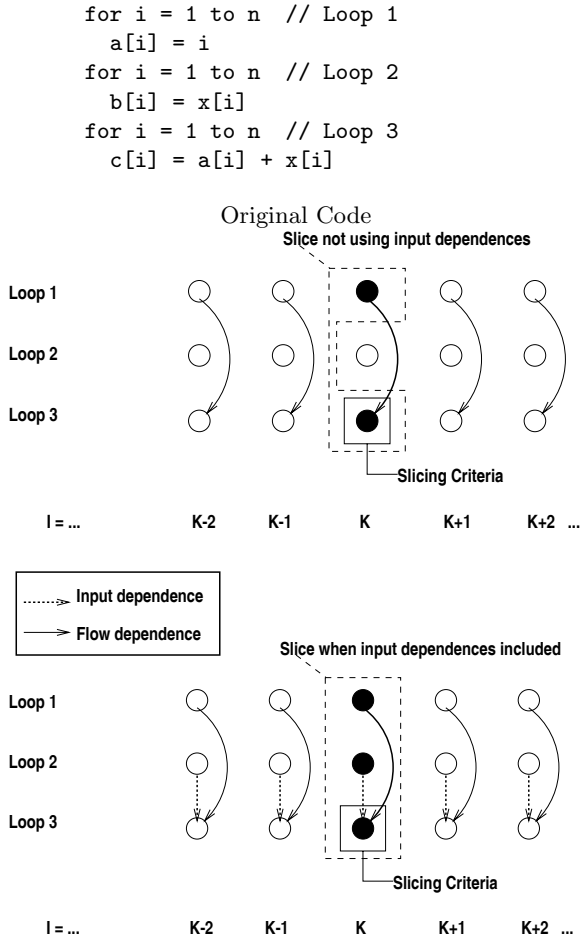 for i = 1 to n // Loop 1
a[i] = i
for i = 1 to n // Loop 2
b[i] = x[i]
for i = 1 to n // Loop 3
c[i] = a[i] + x[i]
Original Code
Slice not using input dependences
Loop 1
Loop 2
Loop 3
Slicing Criteria
I = ... K-2 K-1 K K+1 K+2 ...
Input dependence
Flow dependence
Slice when input dependences included
Loop 1
Loop 2
Loop 3
Slicing Criteria
I = ... K-2 K-1 K K+1 K+2 ...